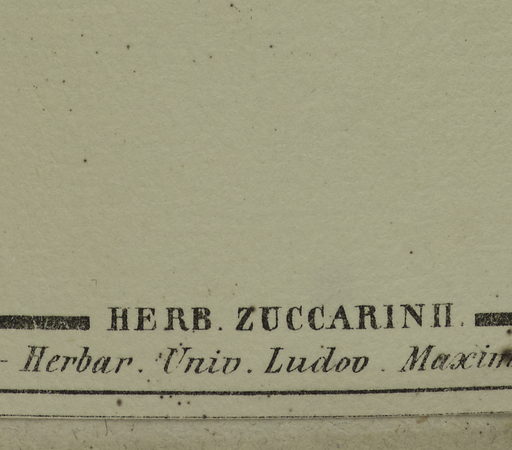 HERB. ZUCCARINII.
– Herbar. Univ. Ludov. Maxim